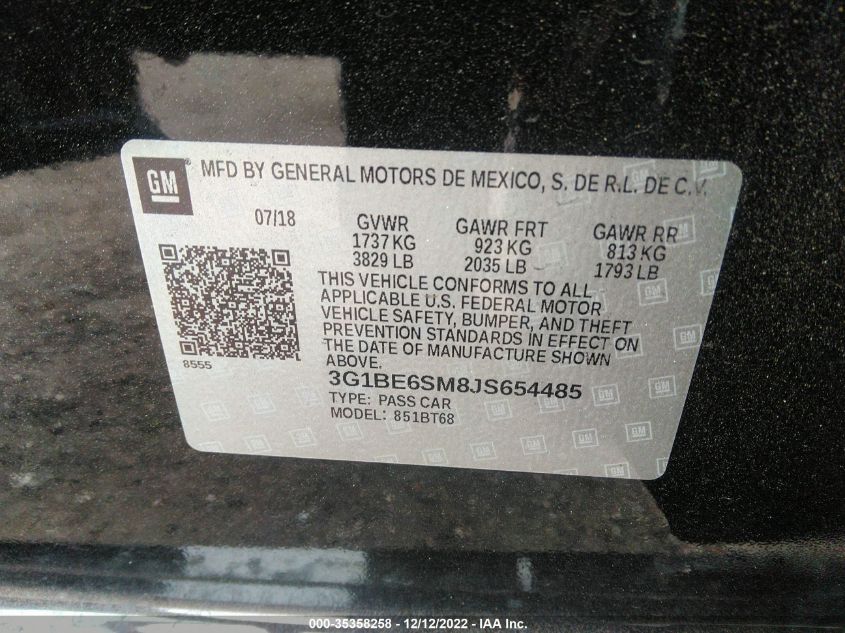 GM
MFD BY GENERAL MOTORS DE MEXICO, S. DE R.L. DE C.V.
07/18 GVWR GAWR FRT GAWR RR
1737 KG 923 KG 813 KG
3829 LB 2035 LB 1793 LB
THIS VEHICLE CONFORMS TO ALL
APPLICABLE U.S. FEDERAL MOTOR
VEHICLE SAFETY, BUMPER, AND THEFT
PREVENTION STANDARDS IN EFFECT ON
THE DATE OF MANUFACTURE SHOWN
ABOVE.
8555
3G1BE6SM8JS654485
TYPE: PASS CAR
MODEL: 851BT68
000-35358258 - 12/12/2022 - IAA Inc.